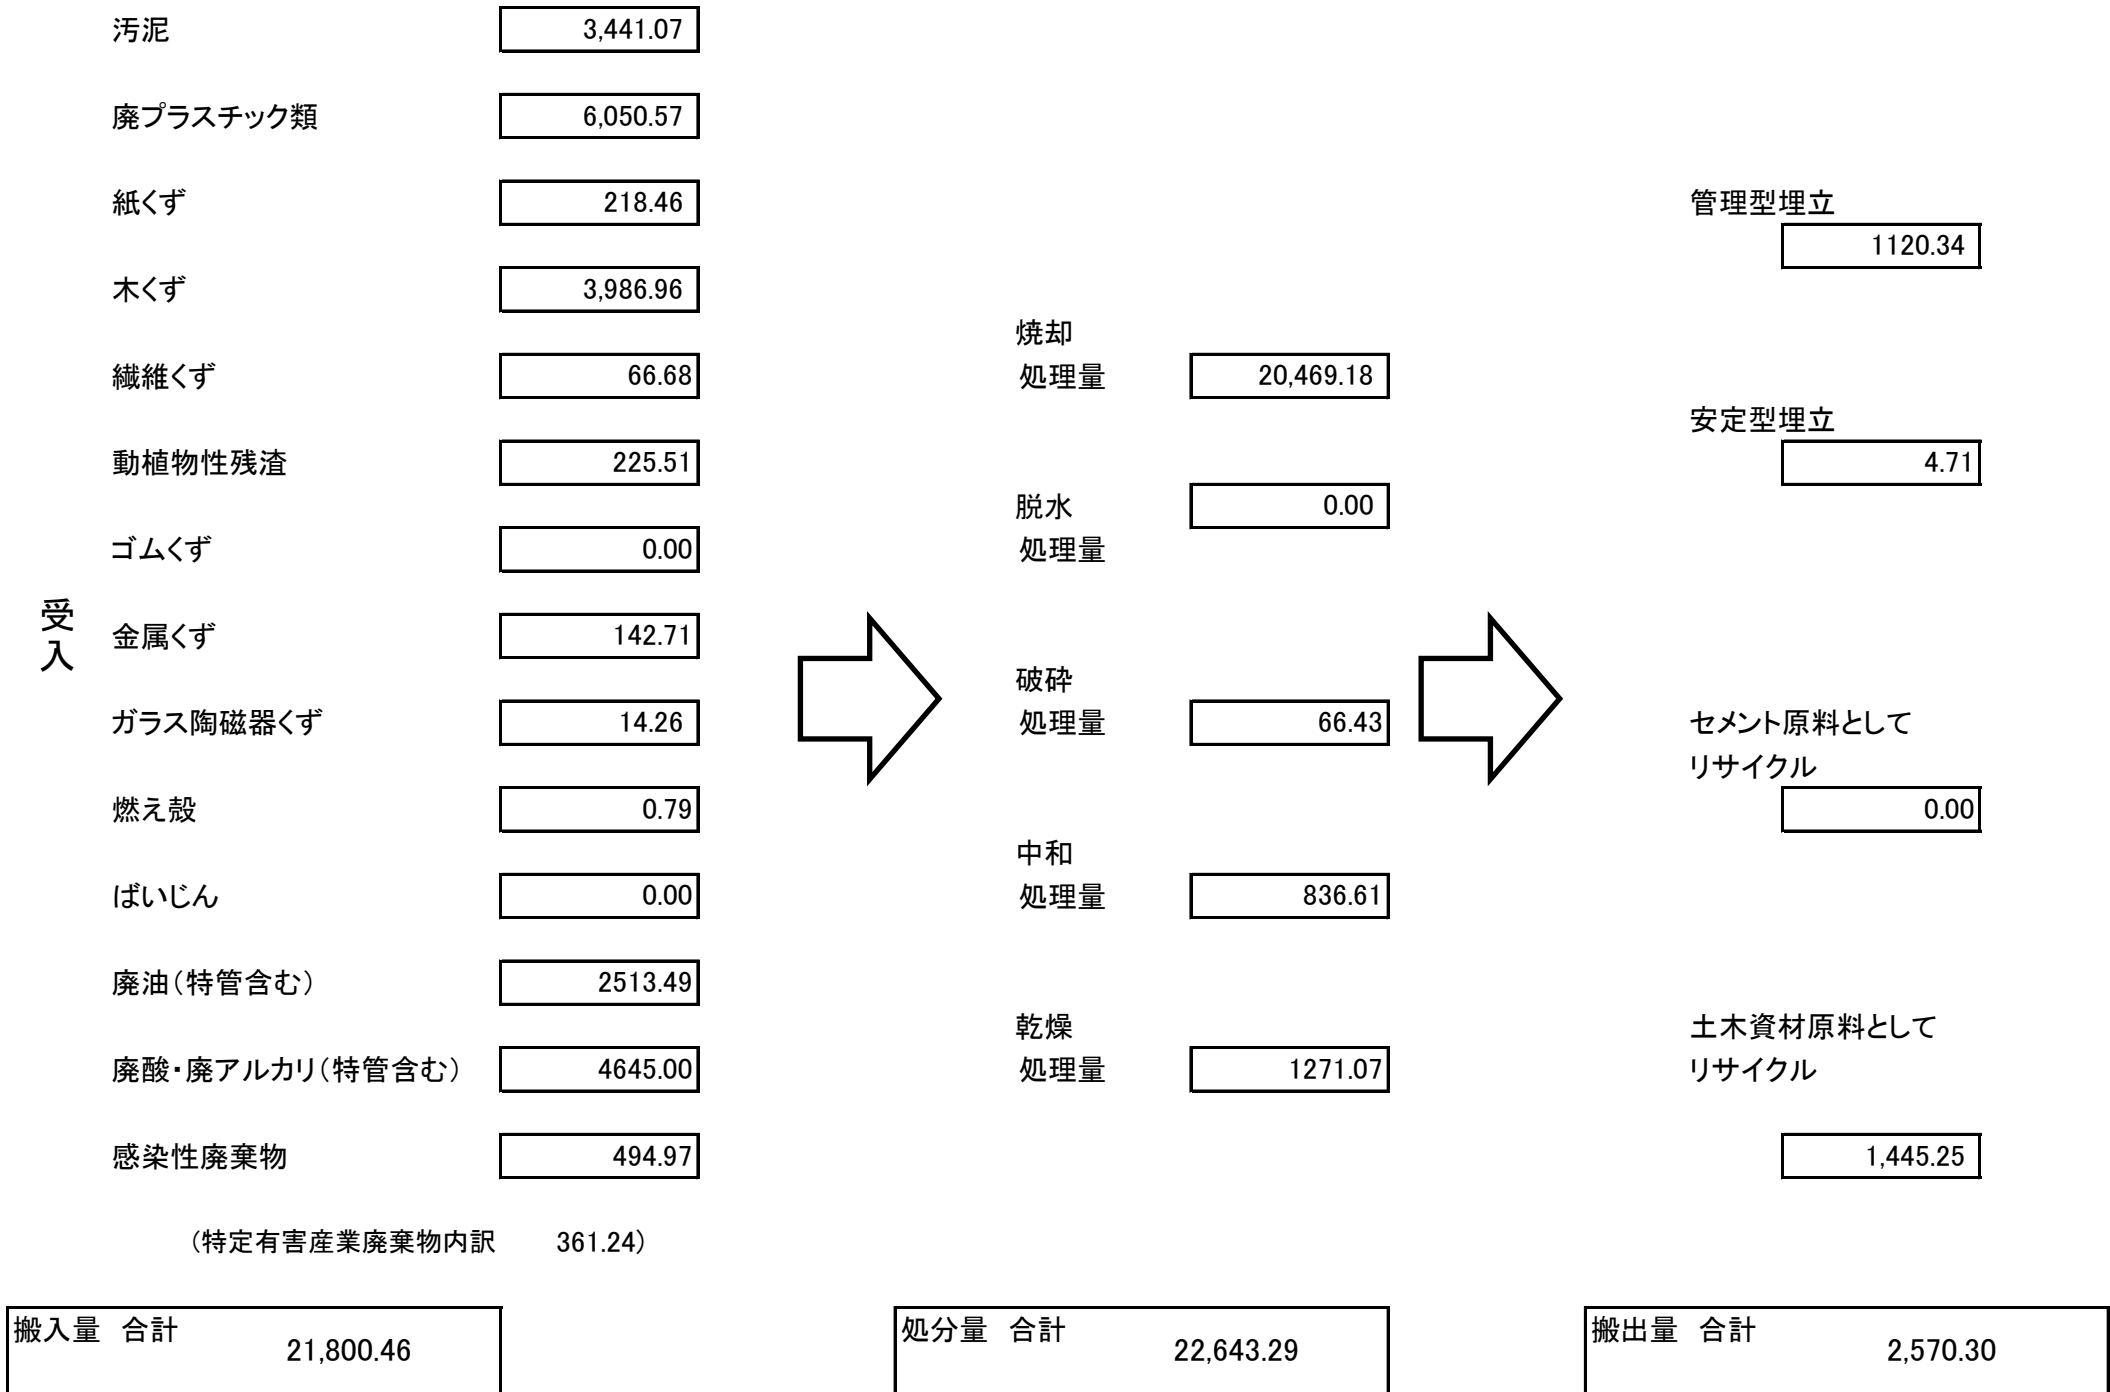 汚泥 3,441.07
廃プラスチック類 6,050.57
紙くず 218.46
木くず 3,986.96
繊維くず 66.68
動植物性残渣 225.51
ゴムくず 0.00
受入
金属くず 142.71
ガラス陶磁器くず 14.26
燃え殻 0.79
ばいじん 0.00
廃油(特管含む) 2513.49
廃酸・廃アルカリ(特管含む) 4645.00
感染性廃棄物 494.97
(特定有害産業廃棄物内訳 361.24)
搬入量 合計 21,800.46
焼却
処理量 20,469.18
脱水 0.00
処理量
破砕
処理量 66.43
中和
処理量 836.61
乾燥
処理量 1271.07
処分量 合計 22,643.29
管理型埋立
1120.34
安定型埋立
4.71
セメント原料として
リサイクル
0.00
土木資材原料として
リサイクル
1,445.25
搬出量 合計 2,570.30